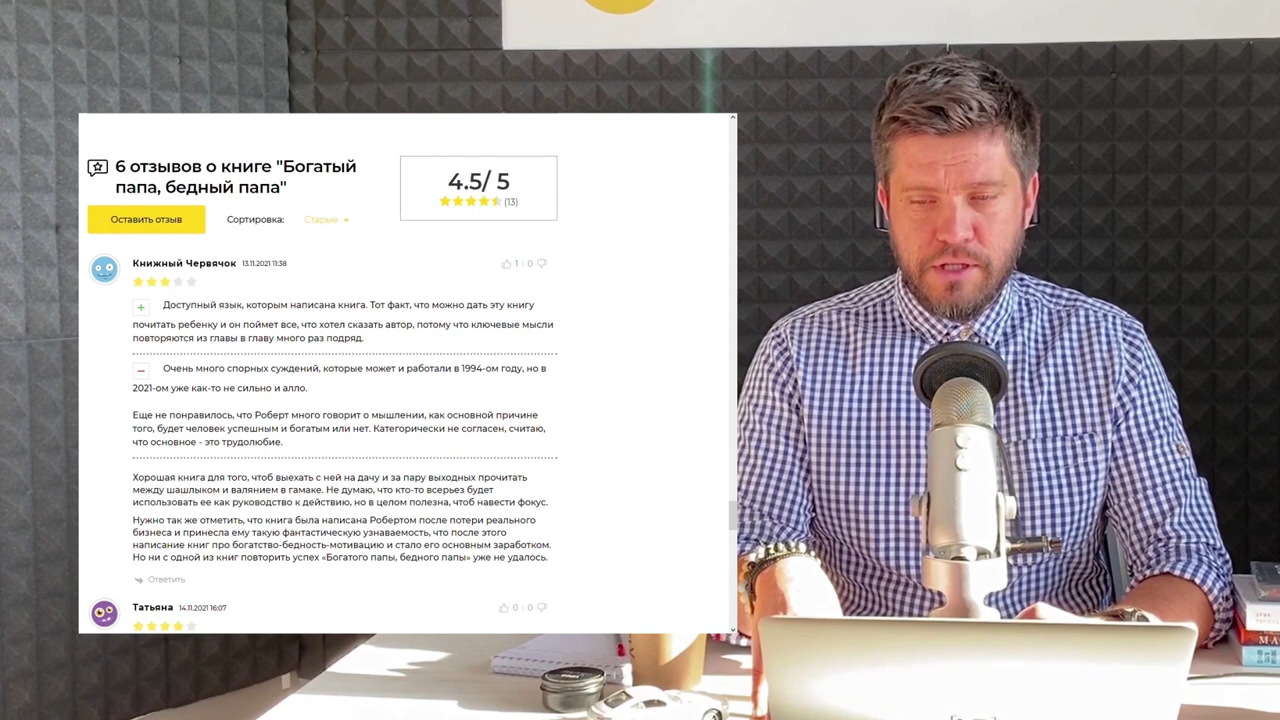 6 отзывов о книге "Богатый
папа, бедный папа"
4.5/ 5
(13)
Оставить отзыв
Сортировка:
Старые
Книжный Червячок 13.11.2021 11:38
1 0
Доступный язык, которым написана книга. Тот факт, что можно дать эту книгу
почитать ребенку и он поймет все, что хотел сказать автор, потому что ключевые мысли
повторяются из главы в главу много раз подряд.
Очень много спорных суждений, которые может и работали в 1994-ом году, но в
2021-ом уже как-то не сильно и алло.
Еще не понравилось, что Роберт много говорит о мышлении, как основной причине
того, будет человек успешным и богатым или нет. Категорически не согласен, считаю,
что основное - это трудолюбие.
Хорошая книга для того, чтоб выехать с ней на дачу и за пару выходных прочитать
между шашлыком и валянием в гамаке. Не думаю, что кто-то всерьез будет
использовать ее как руководство к действию, но в целом полезна, чтоб навести фокус.
Нужно так же отметить, что книга была написана Робертом после потери реального
бизнеса и принесла ему такую фантастическую узнаваемость, что после этого
написание книг про богатство-бедность-мотивацию и стало его основным заработком.
Но ни с одной из книг повторить успех «Богатого папы, бедного папы» уже не удалось.
Ответить
Татьяна 14.11.2021 16:07
0 0